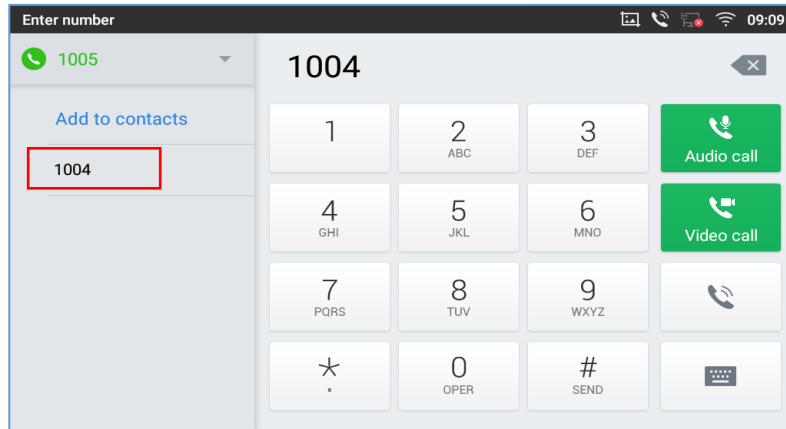 Enter number
09:09
1005
1004
Add to contacts
1004
1
2
ABC
3
DEF
Audio call
4
GHI
5
JKL
6
MNO
Video call
7
PQRS
8
TUV
9
WXYZ
*
.
0
OPER
#
SEND